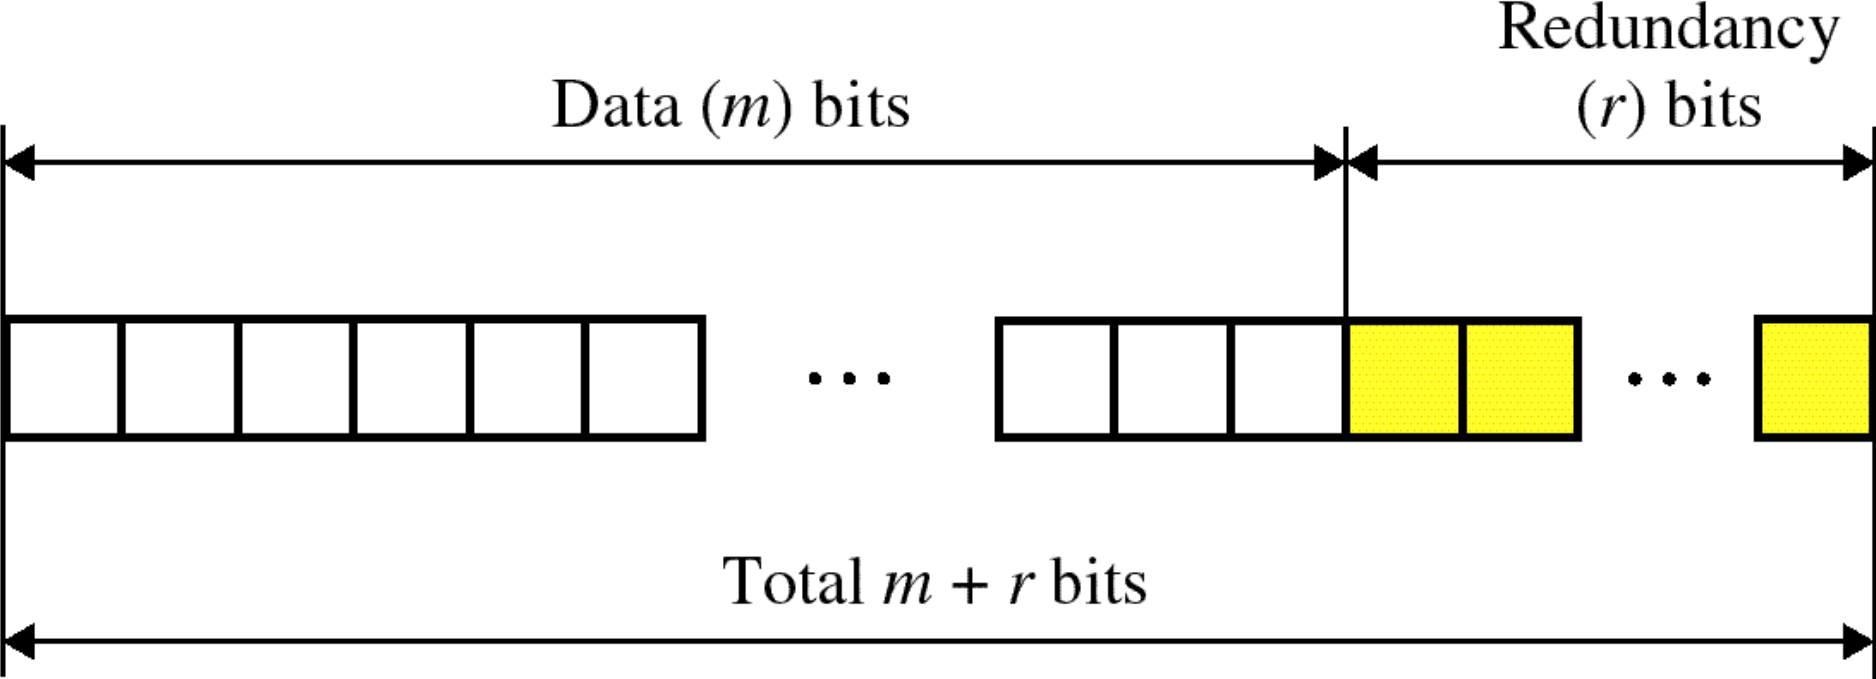 Redundancy
Data (m) bits
(r) bits
Total m + r bits